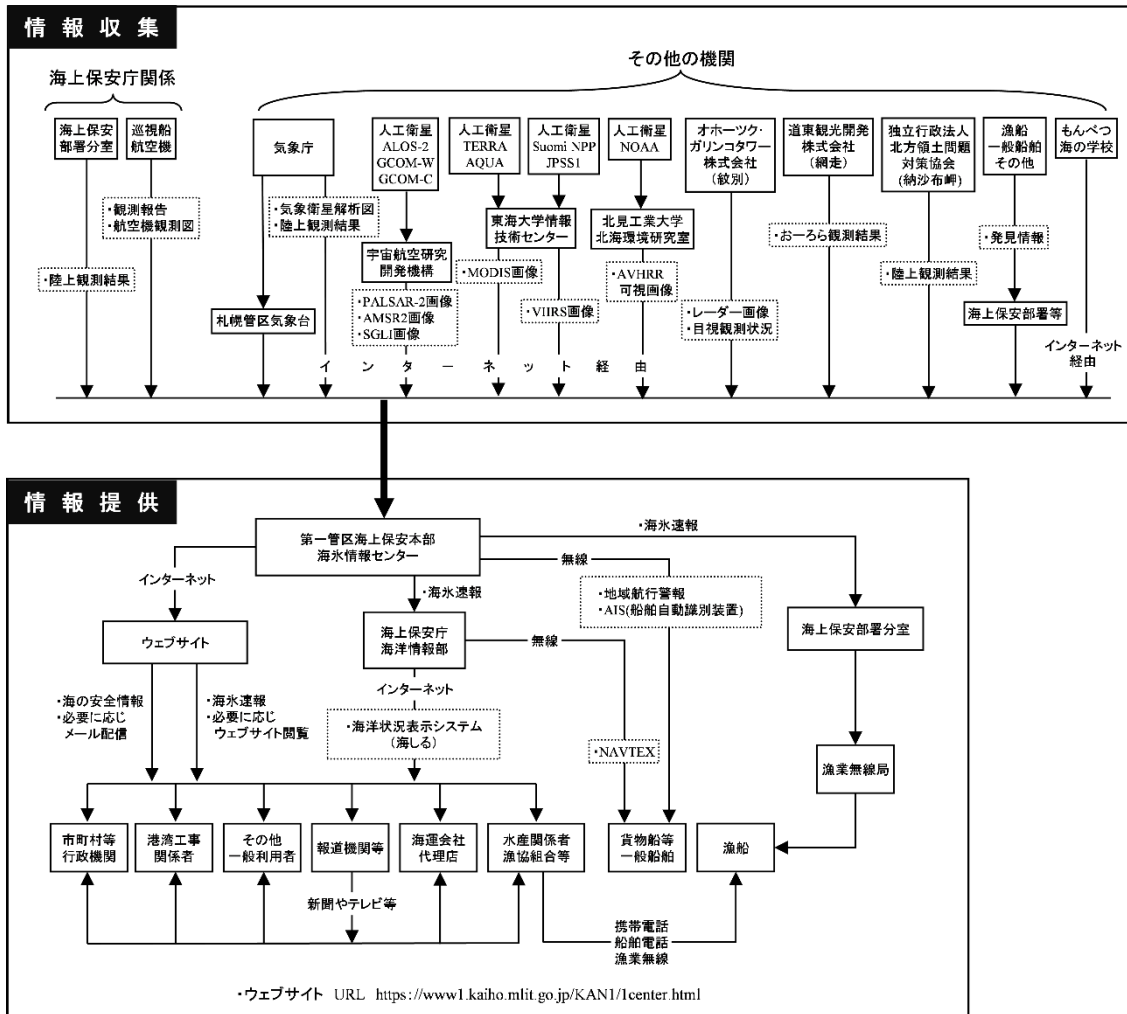 情報収集
海上保安庁関係
その他の機関
海上保安
部署分室
巡視船
航空機
気象庁
人工衛星
ALOS-2
GCOM-W
GCOM-C
人工衛星
TERRA
AQUA
人工衛星
Suomi NPP
JPSS1
人工衛星
NOAA
オホーツク・
ガリンコタワー
株式会社
(紋別)
道東観光開発
株式会社
(網走)
独立行政法人
北方領土問題
対策協会
(納沙布岬)
漁船
一般船舶
その他
もんべつ
海の学校
・観測報告
・航空機観測図
・気象衛星解析図
・陸上観測結果
東海大学情報
技術センター
北見工業大学
北海環境研究室
・おーろら観測結果
・発見情報
・陸上観測結果
宇宙航空研究
開発機構
・MODIS画像
・AVHRR
可視画像
・陸上観測結果
・PALSAR-2画像
・AMSR2画像
・SGLI画像
・VIIRS画像
・レーダー画像
・目視観測状況
札幌管区気象台
海上保安部署等
インターネット経由
インターネット
経由
情報提供
第一管区海上保安本部
海氷情報センター
・海氷速報
無線
インターネット
・海氷速報
・地域航行警報
・AIS(船舶自動識別装置)
ウェブサイト
海上保安庁
海洋情報部
無線
海上保安部署分室
インターネット
・海の安全情報
・必要に応じ
メール配信
・海氷速報
・必要に応じ
ウェブサイト閲覧
・海洋状況表示システム
(海しる)
・NAVTEX
漁業無線局
市町村等
行政機関
港湾工事
関係者
その他
一般利用者
報道機関等
海運会社
代理店
水産関係者
漁協組合等
貨物船等
一般船舶
漁船
新聞やテレビ等
携帯電話
船舶電話
漁業無線
・ウェブサイト URL https://www1.kaiho.mlit.go.jp/KAN1/1center.html